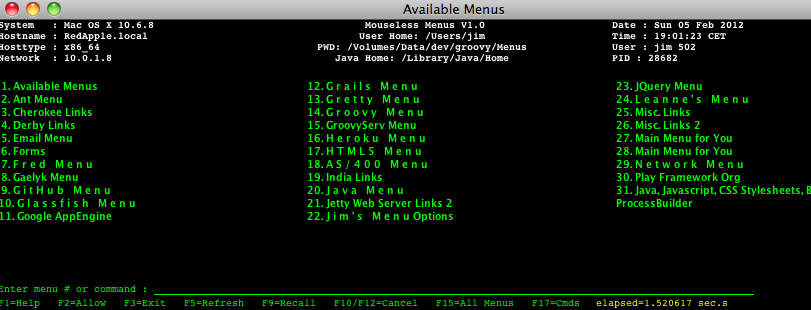 Available Menus
System : Mac OS X 10.6.8 Mouseless Menus V1.0 Date : Sun 05 Feb 2012
Hostname : RedApple.local User Home: /Users/jim Time : 19:01:23 CET
Hosttype : x86_64 PWD: /Volumes/Data/dev/groovy/Menus User : jim 502
Network : 10.0.1.8 Java Home: /Library/Java/Home PID : 28682
1. Available Menus 12. G r a i l s M e n u 23. JQuery Menu
2. Ant Menu 13. G r e t t y M e n u 24. L e a n n e ' s M e n u
3. Cherokee Links 14. G r o o v y M e n u 25. Misc. Links
4. Derby Links 15. GroovyServ Menu 26. Misc. Links 2
5. Email Menu 16. H e r o k u M e n u 27. Main Menu for You
6. Forms 17. H T M L 5 M e n u 28. Main Menu for You
7. F r e d M e n u 18. A S / 4 0 0 M e n u 29. N e t w o r k M e n u
8. Gaelyk Menu 19. India Links 30. Play Framework Org
9. G i t H u b M e n u 20. J a v a M e n u 31. Java, Javascript, CSS Stylesheets, B
10. G l a s s f i s h M e n u 21. Jetty Web Server Links 2 ProcessBuilder
11. Google AppEngine 22. J i m ' s M e n u Options
Enter menu # or command :
F1=Help F2=Allow F3=Exit F5=Refresh F9=Recall F10/F12=Cancel F15=All Menus F17=Cmds elapsed=1.520617 sec.s